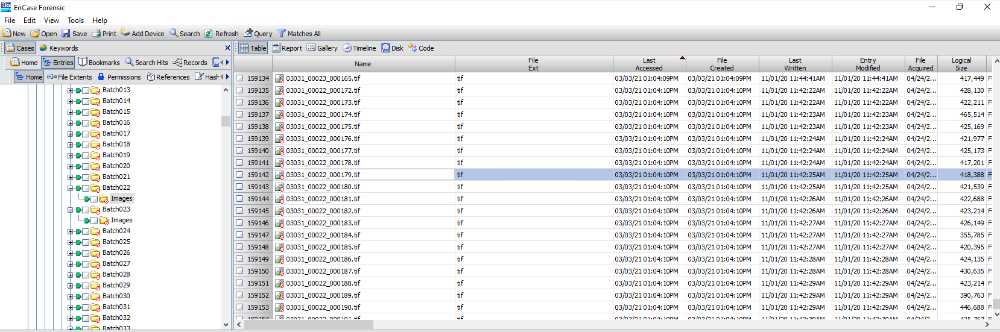 EnCase Forensic
File Edit View Tools Help
New Open Save Print Add Device Search Refresh Query Matches All
Cases Keywords
Home Entries Bookmarks Search Hits Records
Home File Extents Permissions References Hash
Batch013
Batch014
Batch015
Batch016
Batch017
Batch018
Batch019
Batch020
Batch021
Batch022
Images
Batch023
Images
Batch024
Batch025
Batch026
Batch027
Batch028
Batch029
Batch030
Batch031
Batch032
Batch033
Table Report Gallery Timeline Disk Code
Name File Ext Last Accessed File Created Last Written Entry Modified File Acquired Logical Size
159134 03031_00023_000165.tif tif 03/03/21 01:04:09PM 03/03/21 01:04:09PM 11/01/20 11:44:41AM 11/01/20 11:44:41AM 04/24/2... 417,449 Fi
159135 03031_00022_000172.tif tif 03/03/21 01:04:10PM 03/03/21 01:04:10PM 11/01/20 11:42:22AM 11/01/20 11:42:22AM 04/24/2... 428,130 Fi
159136 03031_00022_000173.tif tif 03/03/21 01:04:10PM 03/03/21 01:04:10PM 11/01/20 11:42:22AM 11/01/20 11:42:22AM 04/24/2... 422,211 Fi
159137 03031_00022_000174.tif tif 03/03/21 01:04:10PM 03/03/21 01:04:10PM 11/01/20 11:42:23AM 11/01/20 11:42:23AM 04/24/2... 465,514 Fi
159138 03031_00022_000175.tif tif 03/03/21 01:04:10PM 03/03/21 01:04:10PM 11/01/20 11:42:23AM 11/01/20 11:42:23AM 04/24/2... 425,169 Fi
159139 03031_00022_000176.tif tif 03/03/21 01:04:10PM 03/03/21 01:04:10PM 11/01/20 11:42:24AM 11/01/20 11:42:24AM 04/24/2... 421,977 Fi
159140 03031_00022_000177.tif tif 03/03/21 01:04:10PM 03/03/21 01:04:10PM 11/01/20 11:42:24AM 11/01/20 11:42:24AM 04/24/2... 425,173 Fi
159141 03031_00022_000178.tif tif 03/03/21 01:04:10PM 03/03/21 01:04:10PM 11/01/20 11:42:24AM 11/01/20 11:42:24AM 04/24/2... 417,201 Fi
159142 03031_00022_000179.tif tif 03/03/21 01:04:10PM 03/03/21 01:04:10PM 11/01/20 11:42:25AM 11/01/20 11:42:25AM 04/24/2... 418,388 Fi
159143 03031_00022_000180.tif tif 03/03/21 01:04:10PM 03/03/21 01:04:10PM 11/01/20 11:42:25AM 11/01/20 11:42:25AM 04/24/2... 421,539 Fi
159144 03031_00022_000181.tif tif 03/03/21 01:04:10PM 03/03/21 01:04:10PM 11/01/20 11:42:26AM 11/01/20 11:42:26AM 04/24/2... 422,688 Fi
159145 03031_00022_000182.tif tif 03/03/21 01:04:10PM 03/03/21 01:04:10PM 11/01/20 11:42:26AM 11/01/20 11:42:26AM 04/24/2... 423,214 Fi
159146 03031_00022_000183.tif tif 03/03/21 01:04:10PM 03/03/21 01:04:10PM 11/01/20 11:42:27AM 11/01/20 11:42:27AM 04/24/2... 426,149 Fi
159147 03031_00022_000184.tif tif 03/03/21 01:04:10PM 03/03/21 01:04:10PM 11/01/20 11:42:27AM 11/01/20 11:42:27AM 04/24/2... 355,785 Fi
159148 03031_00022_000185.tif tif 03/03/21 01:04:10PM 03/03/21 01:04:10PM 11/01/20 11:42:27AM 11/01/20 11:42:27AM 04/24/2... 420,395 Fi
159149 03031_00022_000186.tif tif 03/03/21 01:04:10PM 03/03/21 01:04:10PM 11/01/20 11:42:28AM 11/01/20 11:42:28AM 04/24/2... 424,135 Fi
159150 03031_00022_000187.tif tif 03/03/21 01:04:10PM 03/03/21 01:04:10PM 11/01/20 11:42:28AM 11/01/20 11:42:28AM 04/24/2... 430,635 Fi
159151 03031_00022_000188.tif tif 03/03/21 01:04:10PM 03/03/21 01:04:10PM 11/01/20 11:42:29AM 11/01/20 11:42:29AM 04/24/2... 423,214 Fi
159152 03031_00022_000189.tif tif 03/03/21 01:04:10PM 03/03/21 01:04:10PM 11/01/20 11:42:29AM 11/01/20 11:42:29AM 04/24/2... 390,763 Fi
159153 03031_00022_000190.tif tif 03/03/21 01:04:10PM 03/03/21 01:04:10PM 11/01/20 11:42:29AM 11/01/20 11:42:29AM 04/24/2... 446,688 Fi